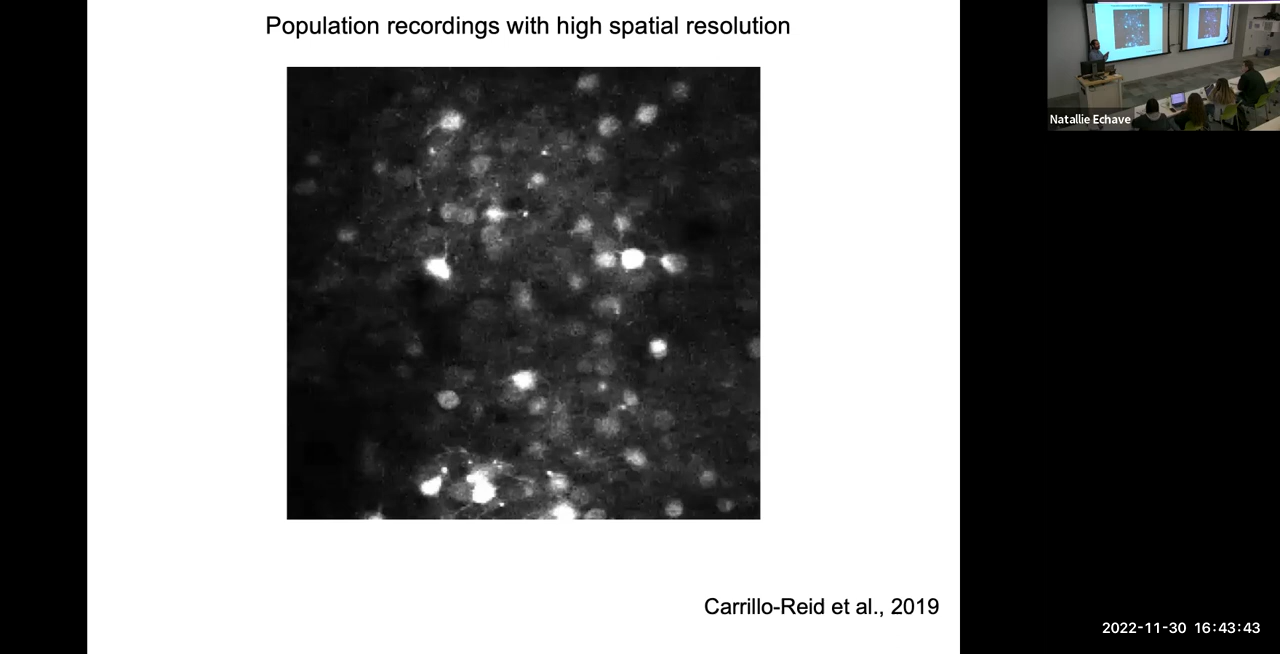 Population recordings with high spatial resolution
Natallie Echave
Carrillo-Reid et al., 2019
2022-11-30 16:43:43